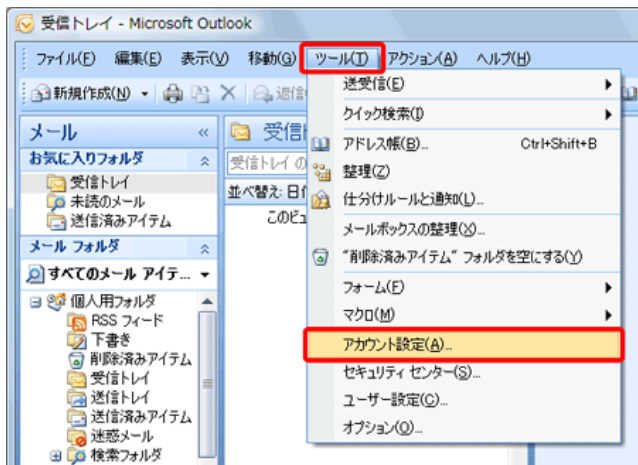 受信トレイ - Microsoft Outlook
ファイル(F) 編集(E) 表示(V) 移動(G) ツール(T) アクション(A) ヘルプ(H)
新規作成(N) 返信
メール «
お気に入りフォルダ
受信トレイ
未読のメール
送信済みアイテム
メール フォルダ
すべてのメール アイテ...
個人用フォルダ
RSS フィード
下書き
削除済みアイテム
受信トレイ
送信トレイ
送信済みアイテム
迷惑メール
検索フォルダ
受信
受信トレイ の
並べ替え: 日
このビュ
送受信(E)
クイック検索(I)
アドレス帳(B)... Ctrl+Shift+B
整理(Z)
仕分けルールと通知(L)...
メールボックスの整理(X)...
"削除済みアイテム" フォルダを空にする(Y)
フォーム(F)
マクロ(M)
アカウント設定(A)...
セキュリティ センター(S)...
ユーザー設定(C)...
オプション(O)...